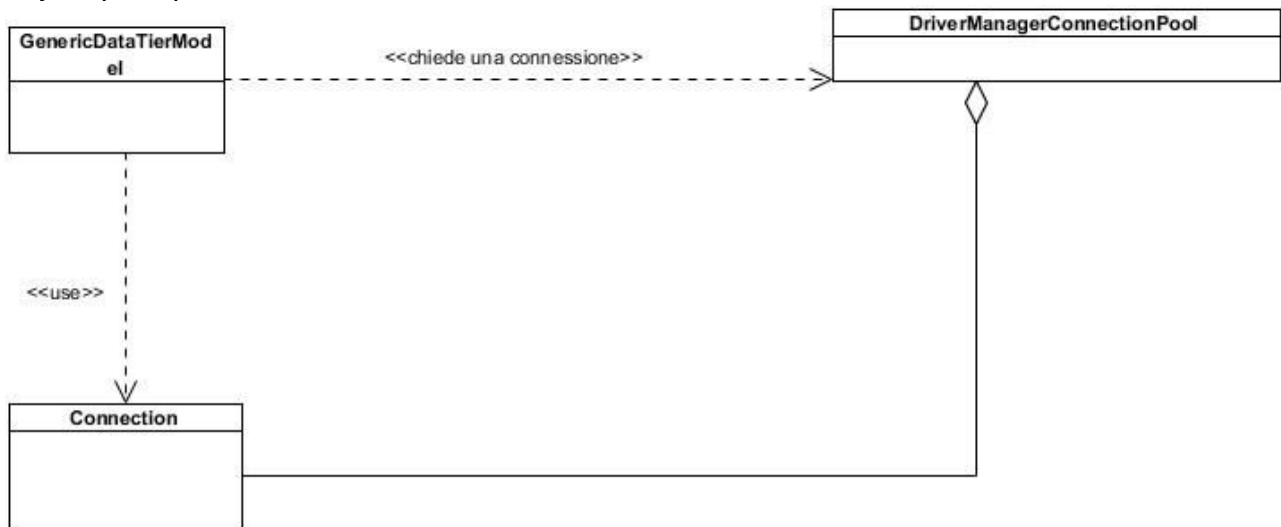 GenericDataTierMod
el
DriverManagerConnectionPool
<<chiede una connessione>>
<<use>>
Connection